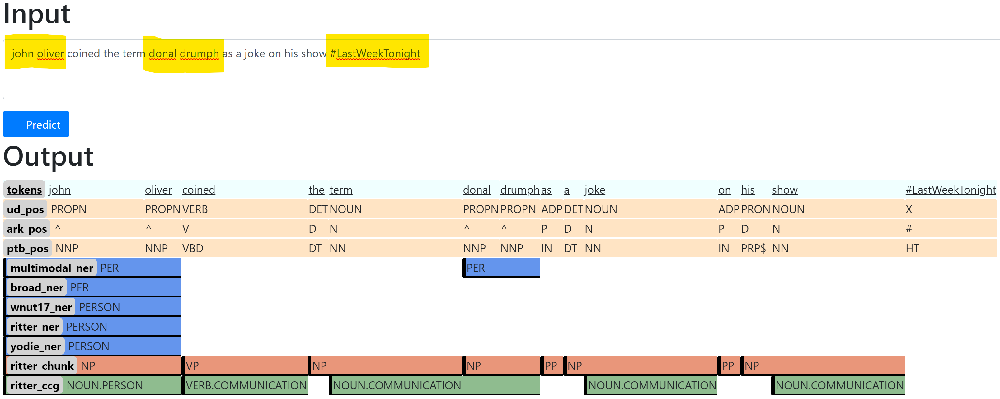 Input
john oliver coined the term donal drumph as a joke on his show #LastWeekTonight
Predict
Output
tokens john oliver coined the term donal drumph as a joke on his show #LastWeekTonight
ud_pos PROPN PROPN VERB DET NOUN PROPN PROPN ADP DET NOUN ADP PRON NOUN X
ark_pos ^ ^ V D N ^ ^ P D N P D N #
ptb_pos NNP NNP VBD DT NN NNP NNP IN DT NN IN PRP$ NN HT
multimodal_ner PER PER
broad_ner PER
wnut17_ner PERSON
ritter_ner PERSON
yodie_ner PERSON
ritter_chunk NP VP NP NP PP NP PP NP
ritter_ccg NOUN.PERSON VERB.COMMUNICATION NOUN.COMMUNICATION NOUN.COMMUNICATION NOUN.COMMUNICATION